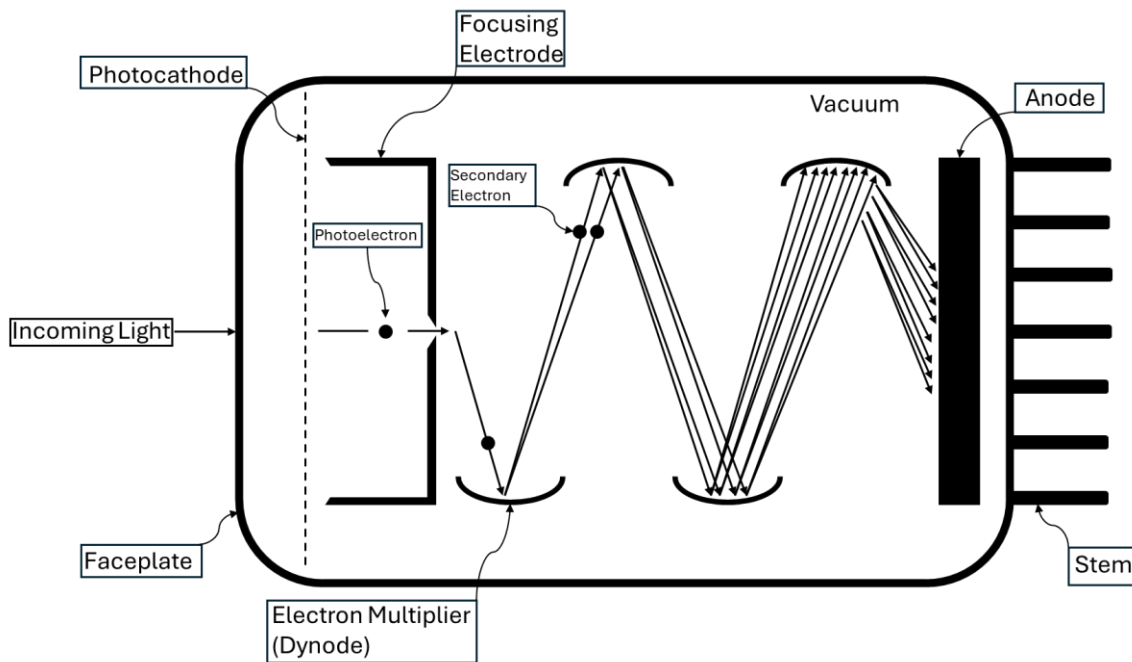 Focusing
Electrode
Photocathode
Vacuum
Anode
Secondary
Electron
Photoelectron
Incoming Light
Faceplate
Stem
Electron Multiplier
(Dynode)